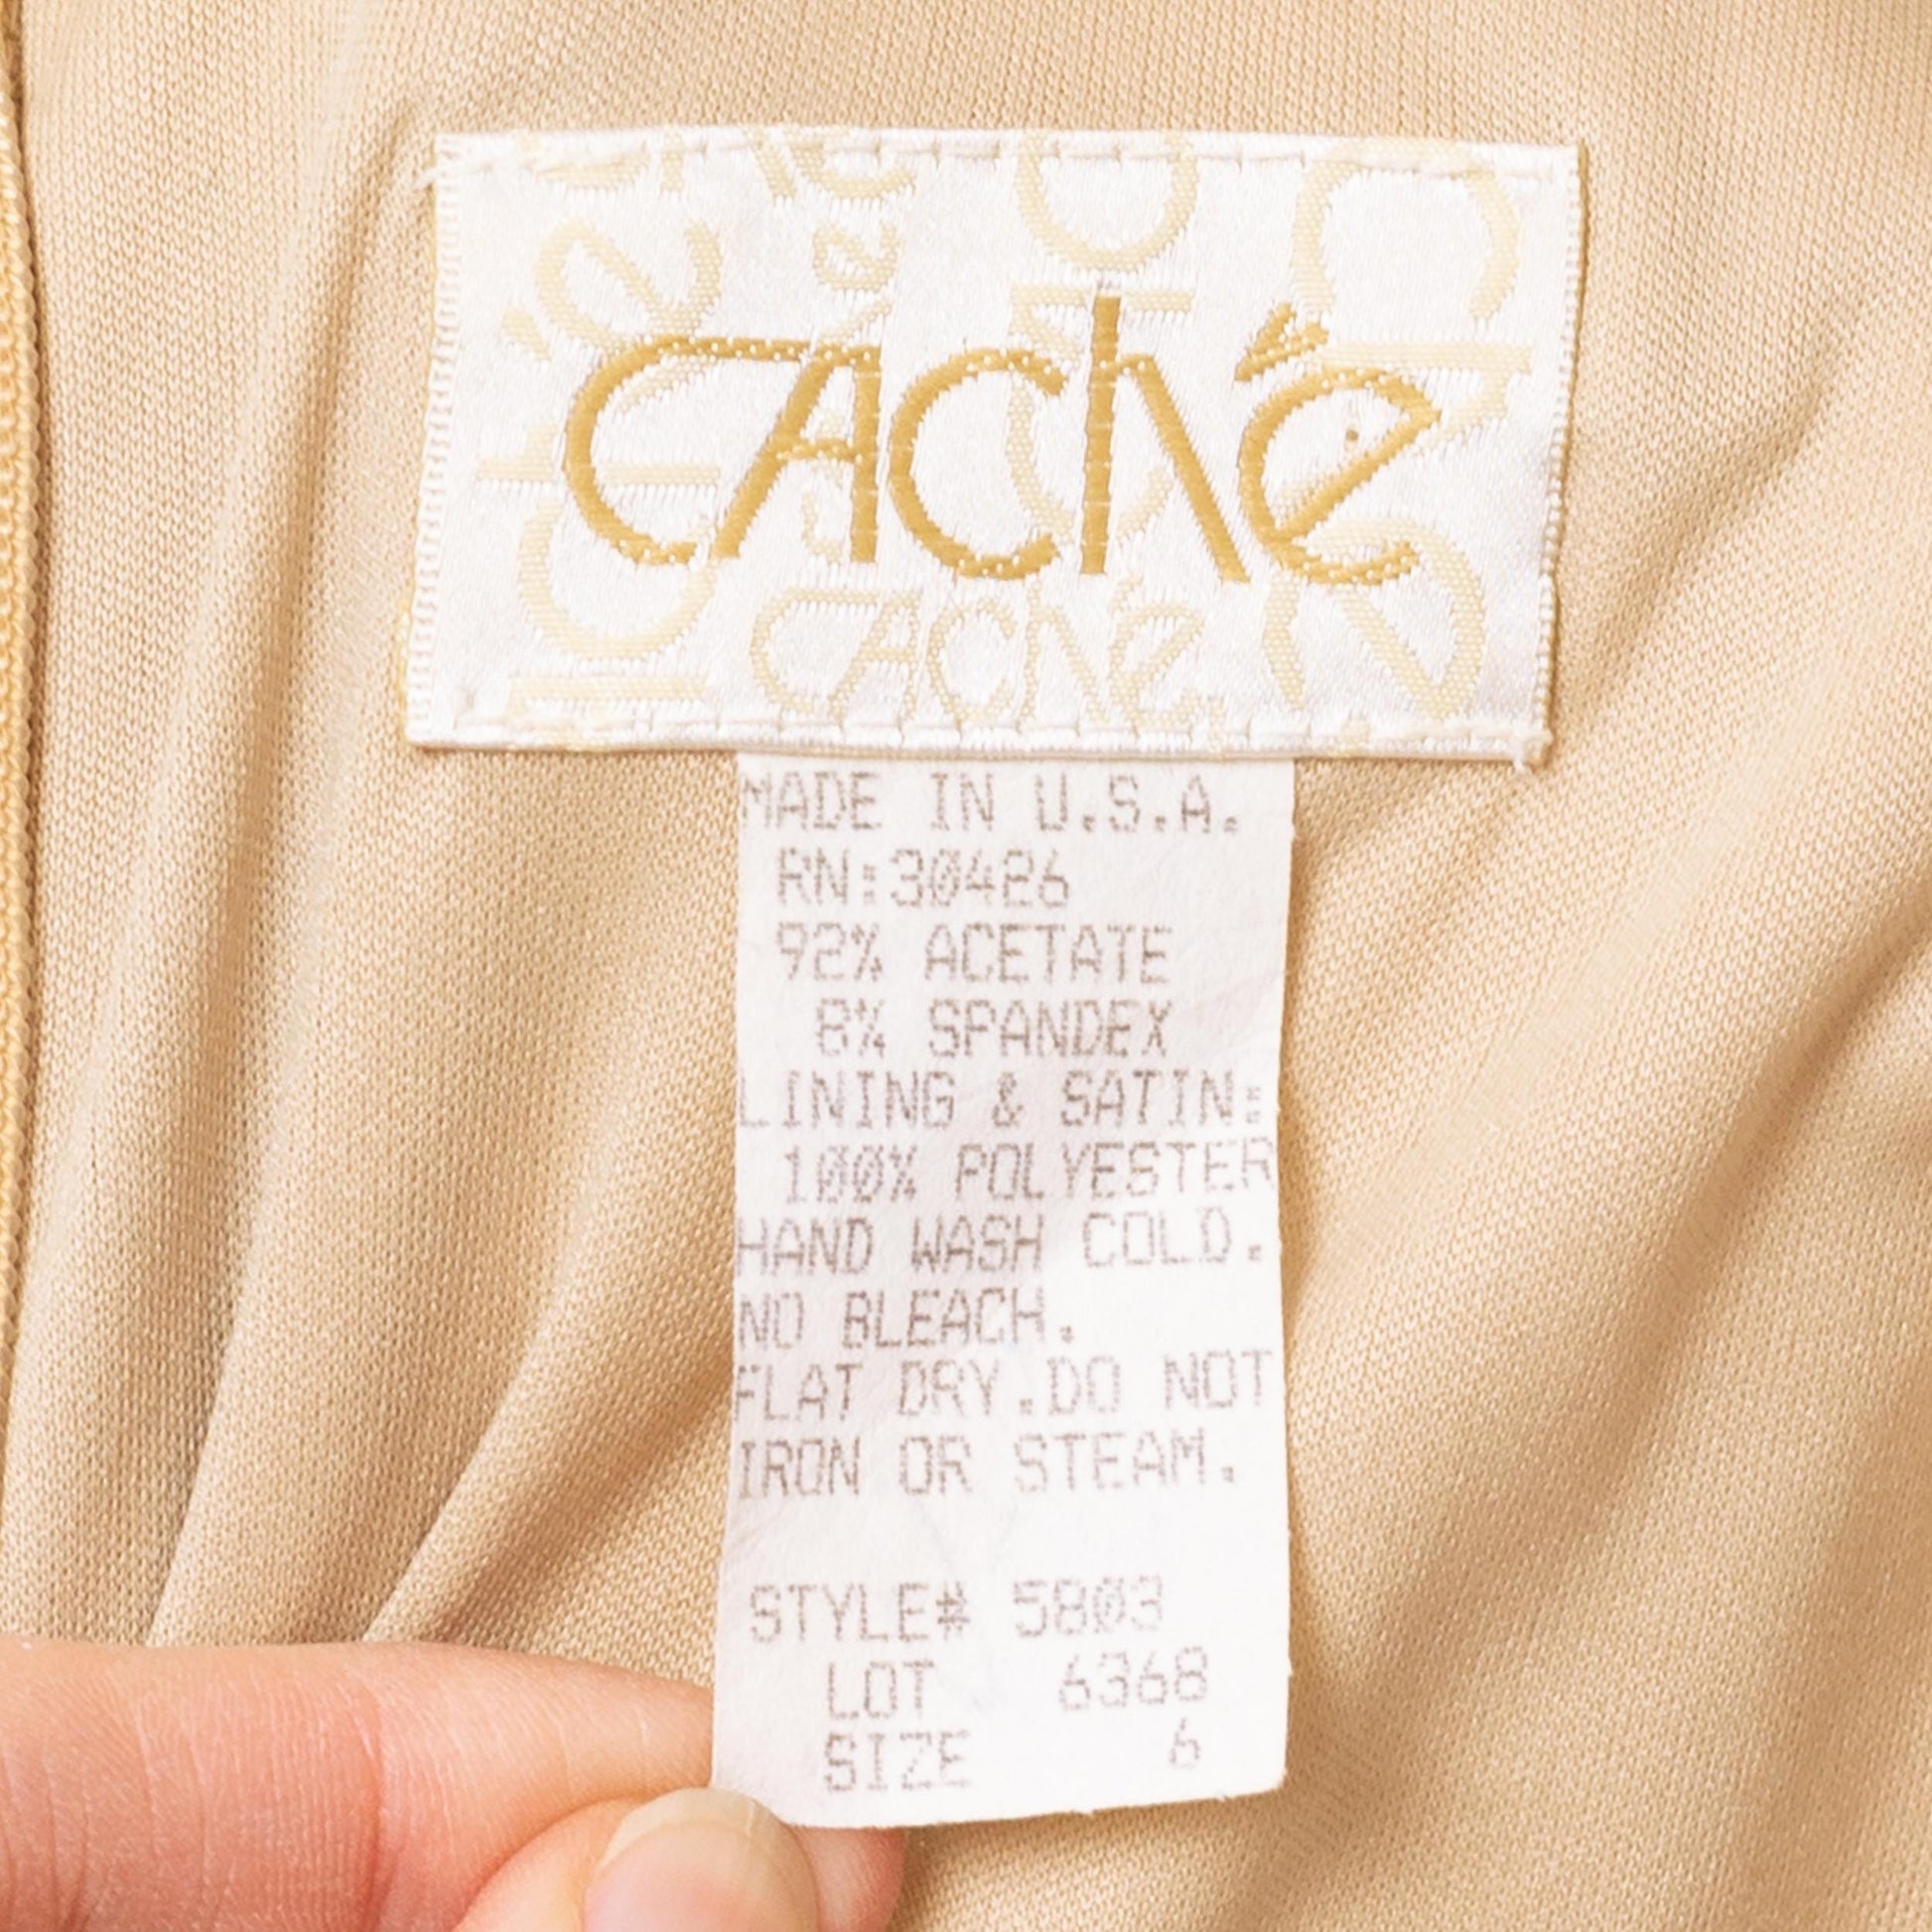 CAChé
CAChé
MADE IN U.S.A.
RN:30426
92% ACETATE
8% SPANDEX
LINING & SATIN:
100% POLYESTER
HAND WASH COLD.
NO BLEACH.
FLAT DRY.DO NOT
IRON OR STEAM.
STYLE# 5803
LOT 6368
SIZE 6